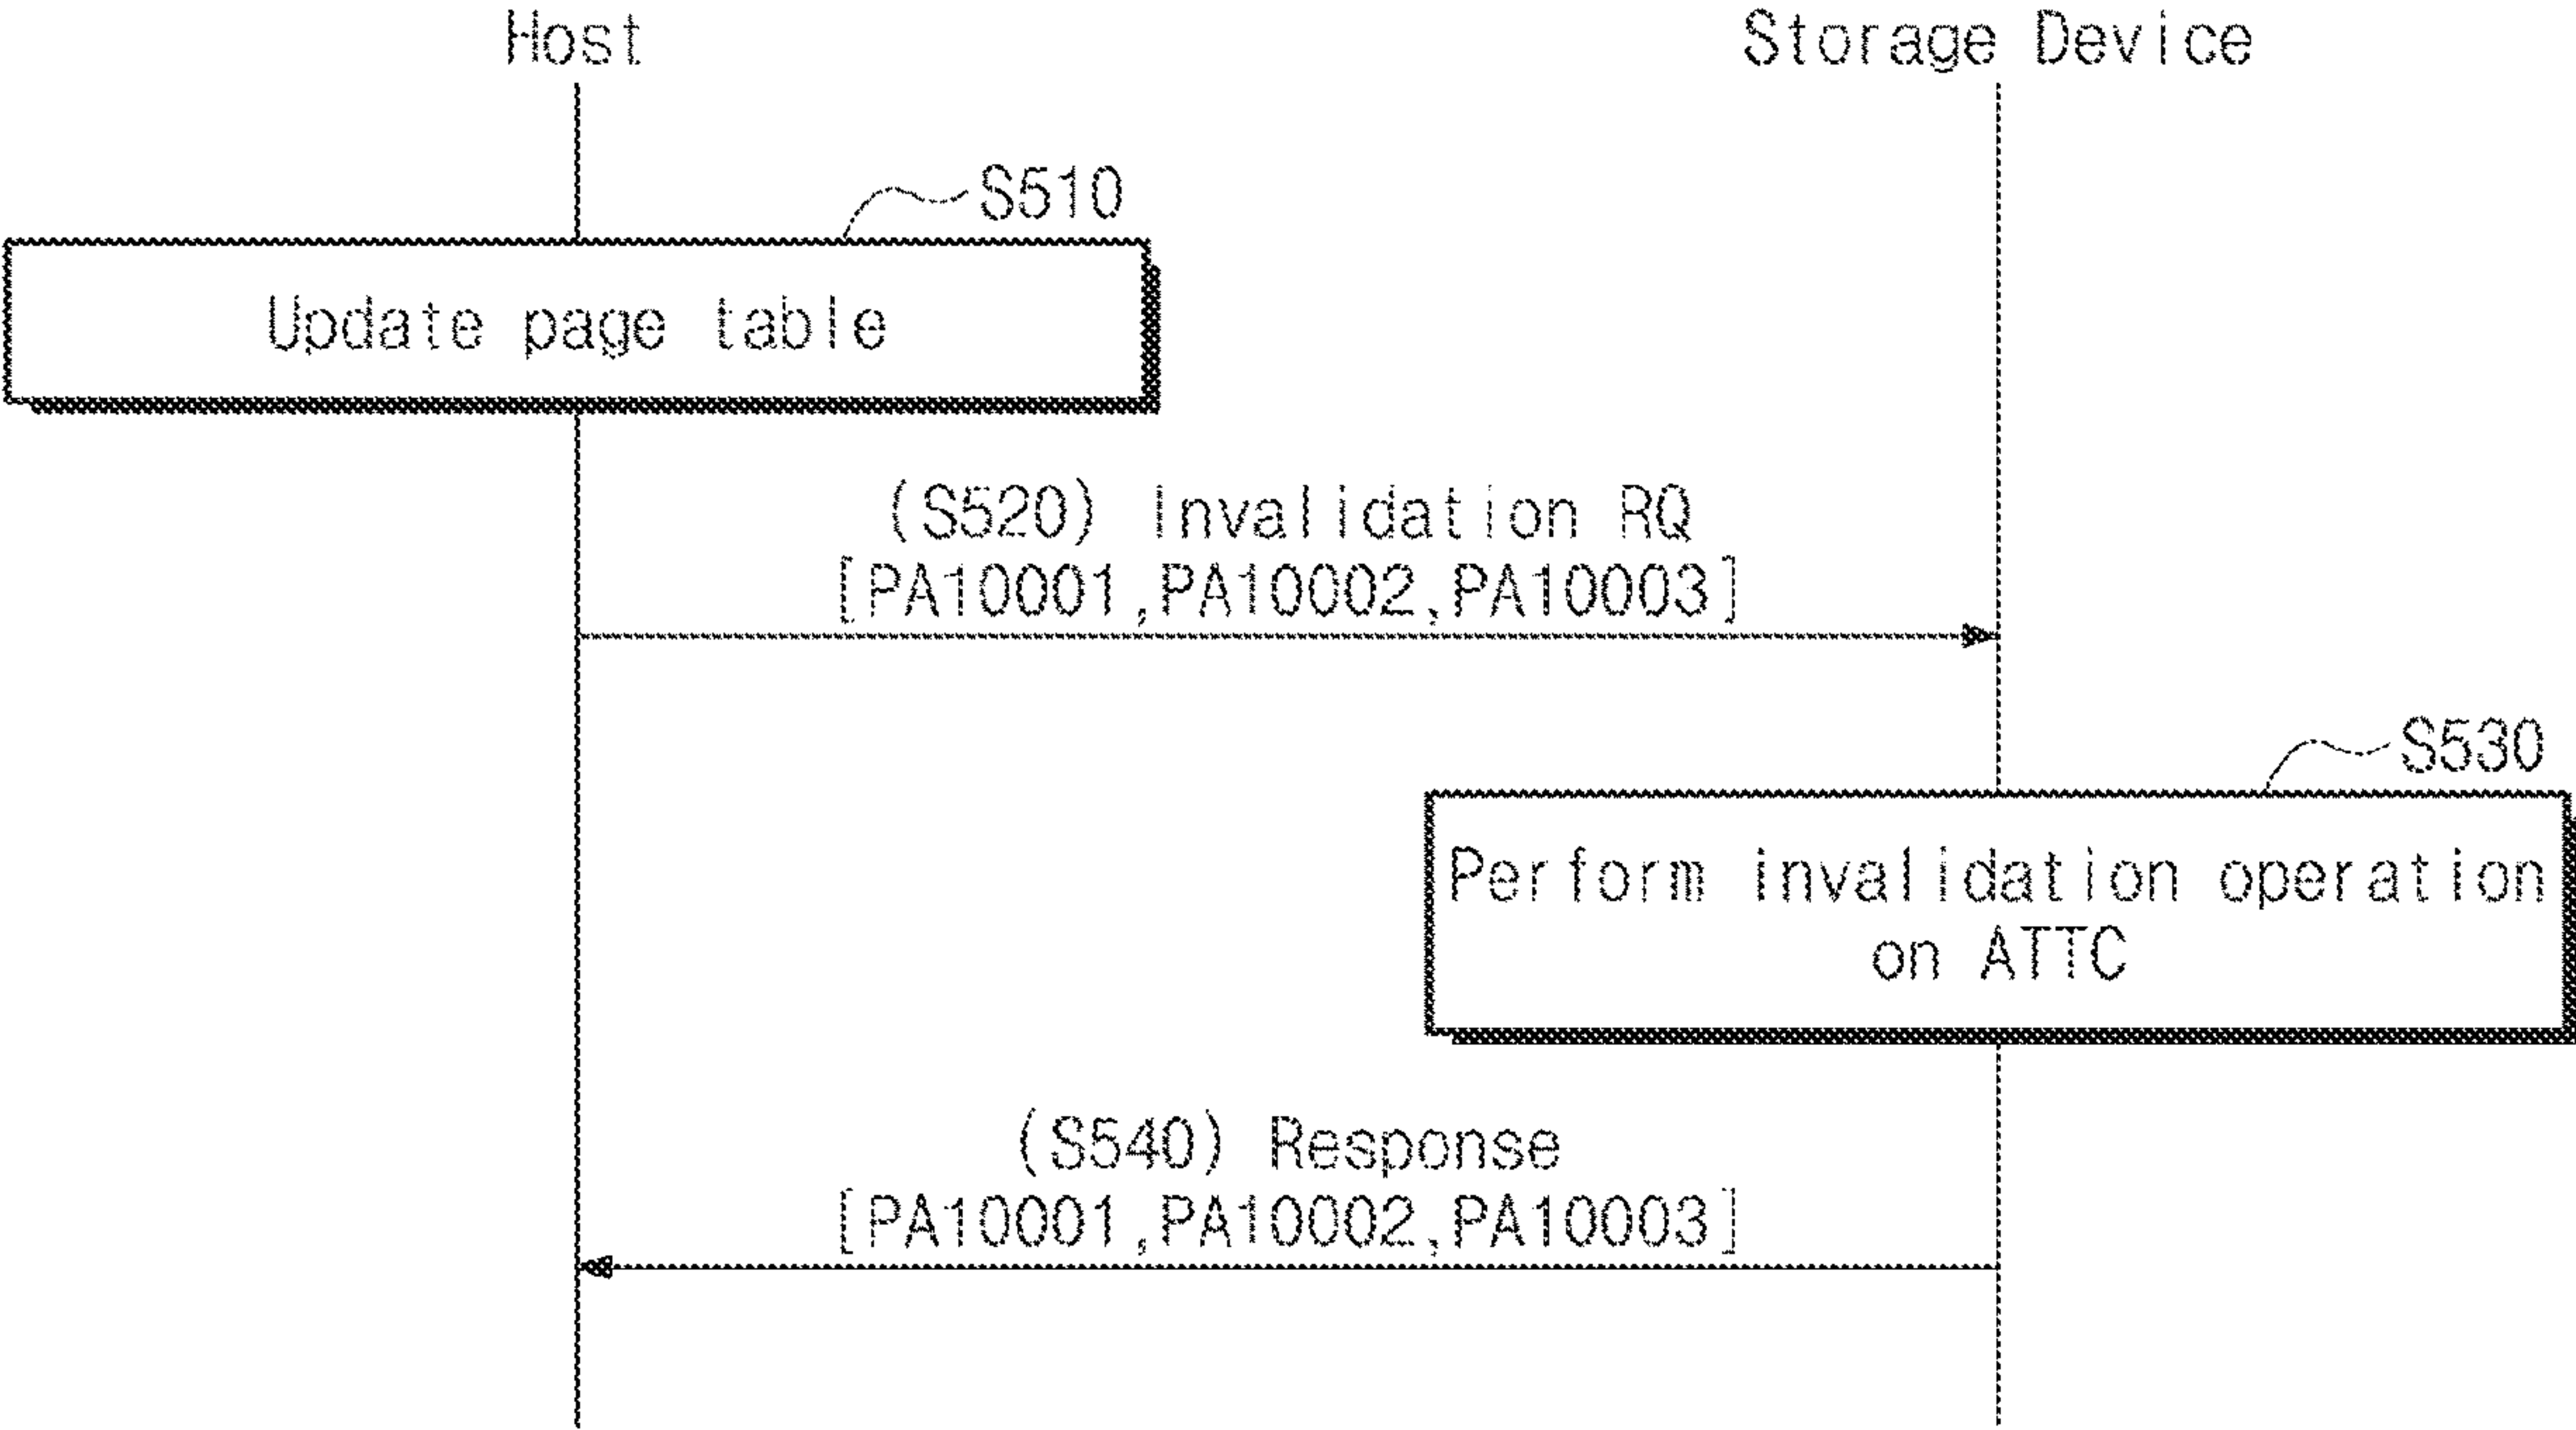 Host
Storage Device
S510
Update page table
(S520) Invalidation RQ
[PA10001,PA10002,PA10003]
S530
Perform invalidation operation
on ATTC
(S540) Response
[PA10001,PA10002,PA10003]